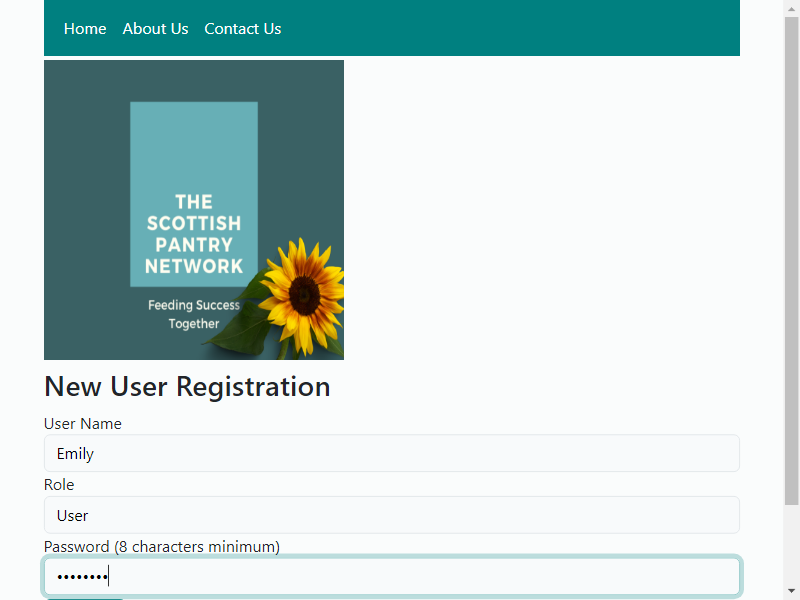 Home About Us Contact Us
THE
SCOTTISH
PANTRY
NETWORK
Feeding Success
Together
New User Registration
User Name
Emily
Role
User
Password (8 characters minimum)
••••••••